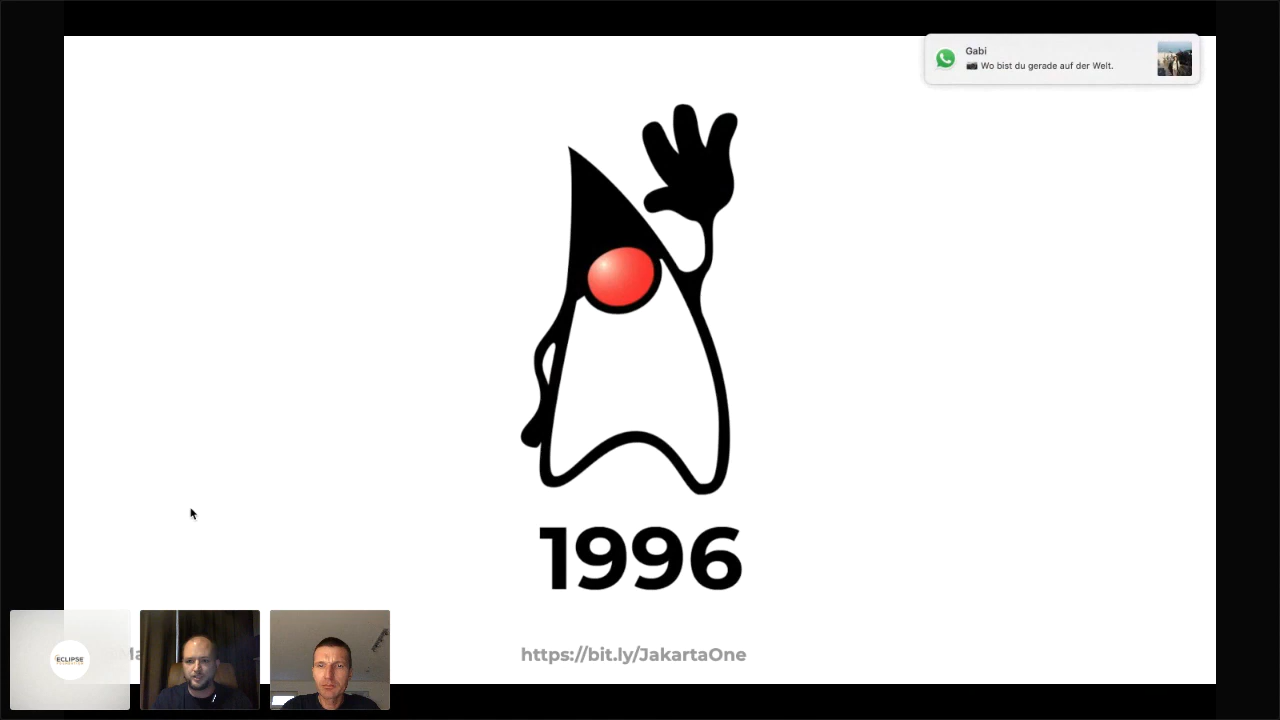 Gabi
Wo bist du gerade auf der Welt.
1996
ECLIPSE
https://bit.ly/JakartaOne